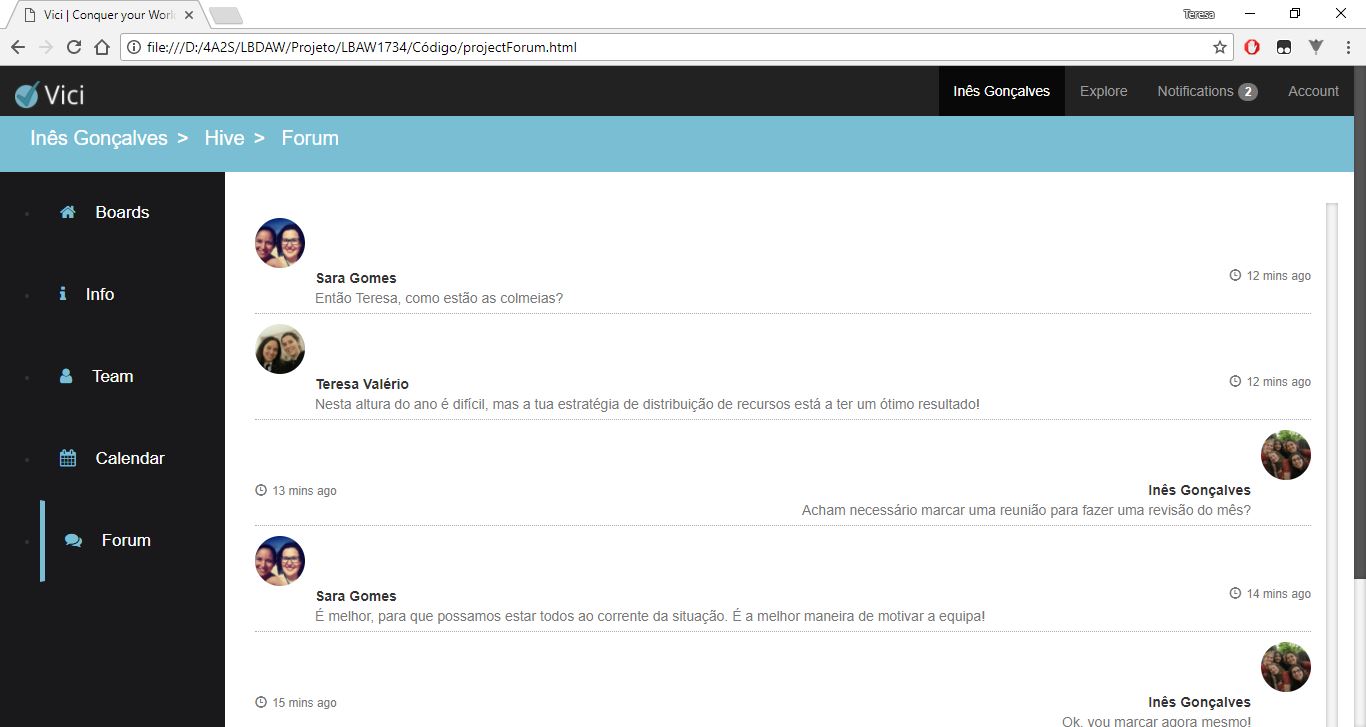 Vici | Conquer your Worl
Teresa
file:///D:/4A2S/LBDAW/Projeto/LBAW1734/Código/projectForum.html
Vici
Inês Gonçalves
Explore
Notifications 2
Account
Inês Gonçalves > Hive > Forum
Boards
Info
Team
Calendar
Forum
Sara Gomes
12 mins ago
Então Teresa, como estão as colmeias?
Teresa Valério
12 mins ago
Nesta altura do ano é difícil, mas a tua estratégia de distribuição de recursos está a ter um ótimo resultado!
13 mins ago
Inês Gonçalves
Acham necessário marcar uma reunião para fazer uma revisão do mês?
Sara Gomes
14 mins ago
É melhor, para que possamos estar todos ao corrente da situação. É a melhor maneira de motivar a equipa!
15 mins ago
Inês Gonçalves
Ok, vou marcar agora mesmo!